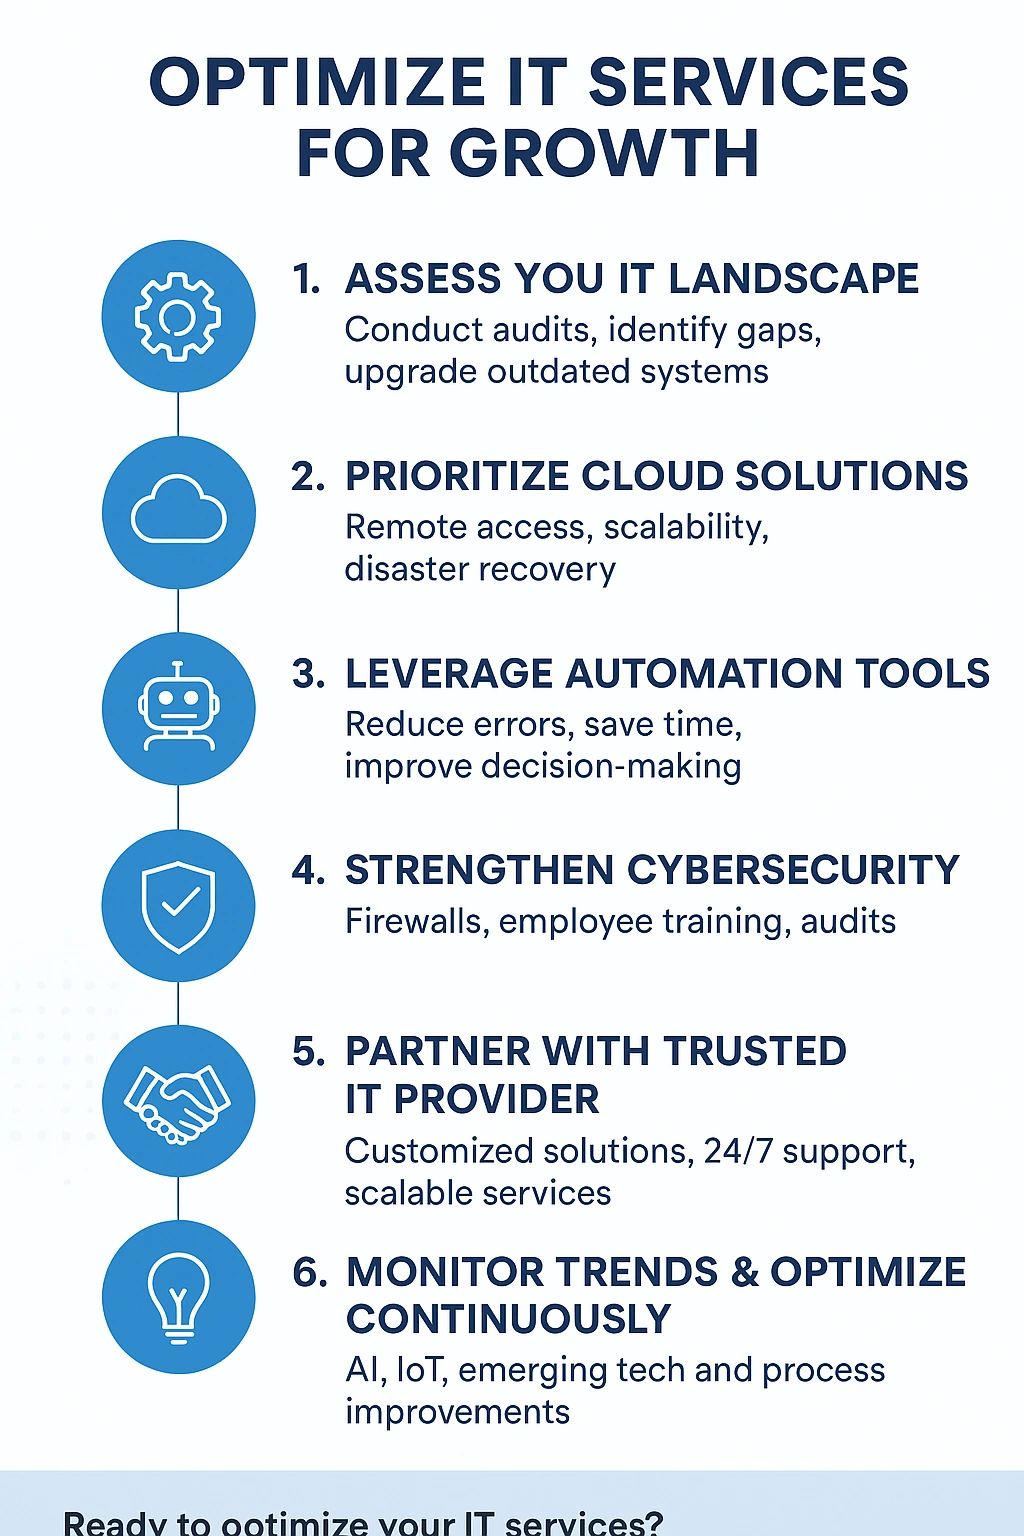 OPTIMIZE IT SERVICES
FOR GROWTH
1. ASSESS YOU IT LANDSCAPE
Conduct audits, identify gaps,
upgrade outdated systems
2. PRIORITIZE CLOUD SOLUTIONS
Remote access, scalability,
disaster recovery
3. LEVERAGE AUTOMATION TOOLS
Reduce errors, save time,
improve decision-making
4. STRENGTHEN CYBERSECURITY
Firewalls, employee training, audits
5. PARTNER WITH TRUSTED
IT PROVIDER
Customized solutions, 24/7 support,
scalable services
6. MONITOR TRENDS & OPTIMIZE
CONTINUOUSLY
AI, IoT, emerging tech and process
improvements
Ready to optimize your IT services?